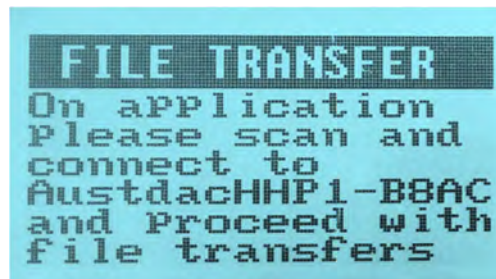 FILE TRANSFER
On application
Please scan and
connect to
AustdacHHP1-B8AC
and Proceed with
file transfers